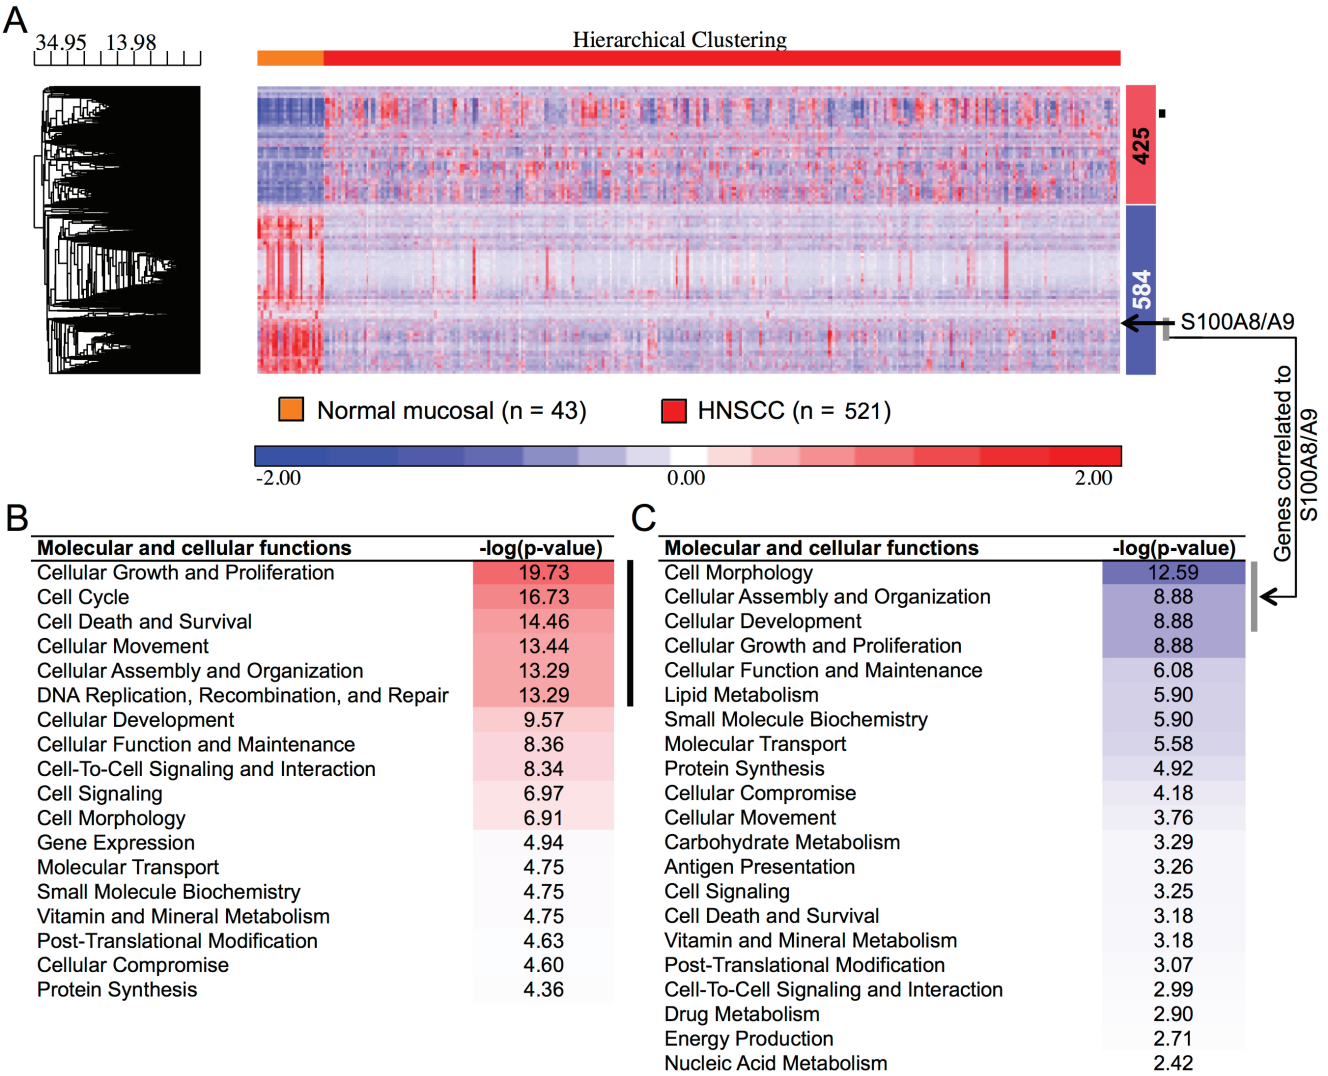 A
34.95 13.98
Hierarchical Clustering
425
584
S100A8/A9
Genes correlated to
S100A8/A9
Normal mucosal (n = 43)
HNSCC (n = 521)
-2.00 0.00 2.00
B
Molecular and cellular functions -log(p-value)
Cellular Growth and Proliferation 19.73
Cell Cycle 16.73
Cell Death and Survival 14.46
Cellular Movement 13.44
Cellular Assembly and Organization 13.29
DNA Replication, Recombination, and Repair 13.29
Cellular Development 9.57
Cellular Function and Maintenance 8.36
Cell-To-Cell Signaling and Interaction 8.34
Cell Signaling 6.97
Cell Morphology 6.91
Gene Expression 4.94
Molecular Transport 4.75
Small Molecule Biochemistry 4.75
Vitamin and Mineral Metabolism 4.75
Post-Translational Modification 4.63
Cellular Compromise 4.60
Protein Synthesis 4.36
C
Molecular and cellular functions -log(p-value)
Cell Morphology 12.59
Cellular Assembly and Organization 8.88
Cellular Development 8.88
Cellular Growth and Proliferation 8.88
Cellular Function and Maintenance 6.08
Lipid Metabolism 5.90
Small Molecule Biochemistry 5.90
Molecular Transport 5.58
Protein Synthesis 4.92
Cellular Compromise 4.18
Cellular Movement 3.76
Carbohydrate Metabolism 3.29
Antigen Presentation 3.26
Cell Signaling 3.25
Cell Death and Survival 3.18
Vitamin and Mineral Metabolism 3.18
Post-Translational Modification 3.07
Cell-To-Cell Signaling and Interaction 2.99
Drug Metabolism 2.90
Energy Production 2.71
Nucleic Acid Metabolism 2.42